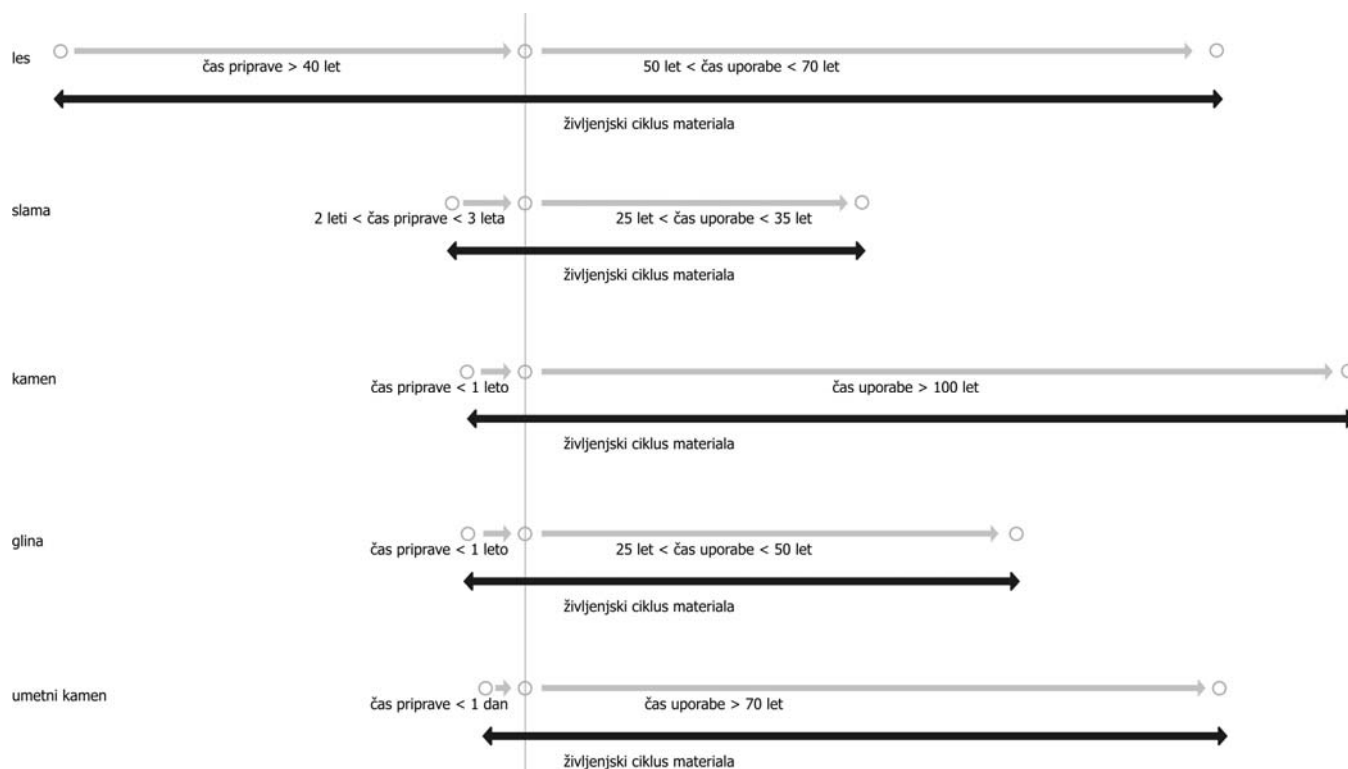 les
čas priprave > 40 let
50 let < čas uporabe < 70 let
življenjski ciklus materiala
slama
2 leti < čas priprave < 3 leta
25 let < čas uporabe < 35 let
življenjski ciklus materiala
kamen
čas priprave < 1 leto
čas uporabe > 100 let
življenjski ciklus materiala
glina
čas priprave < 1 leto
25 let < čas uporabe < 50 let
življenjski ciklus materiala
umetni kamen
čas priprave < 1 dan
čas uporabe > 70 let
življenjski ciklus materiala